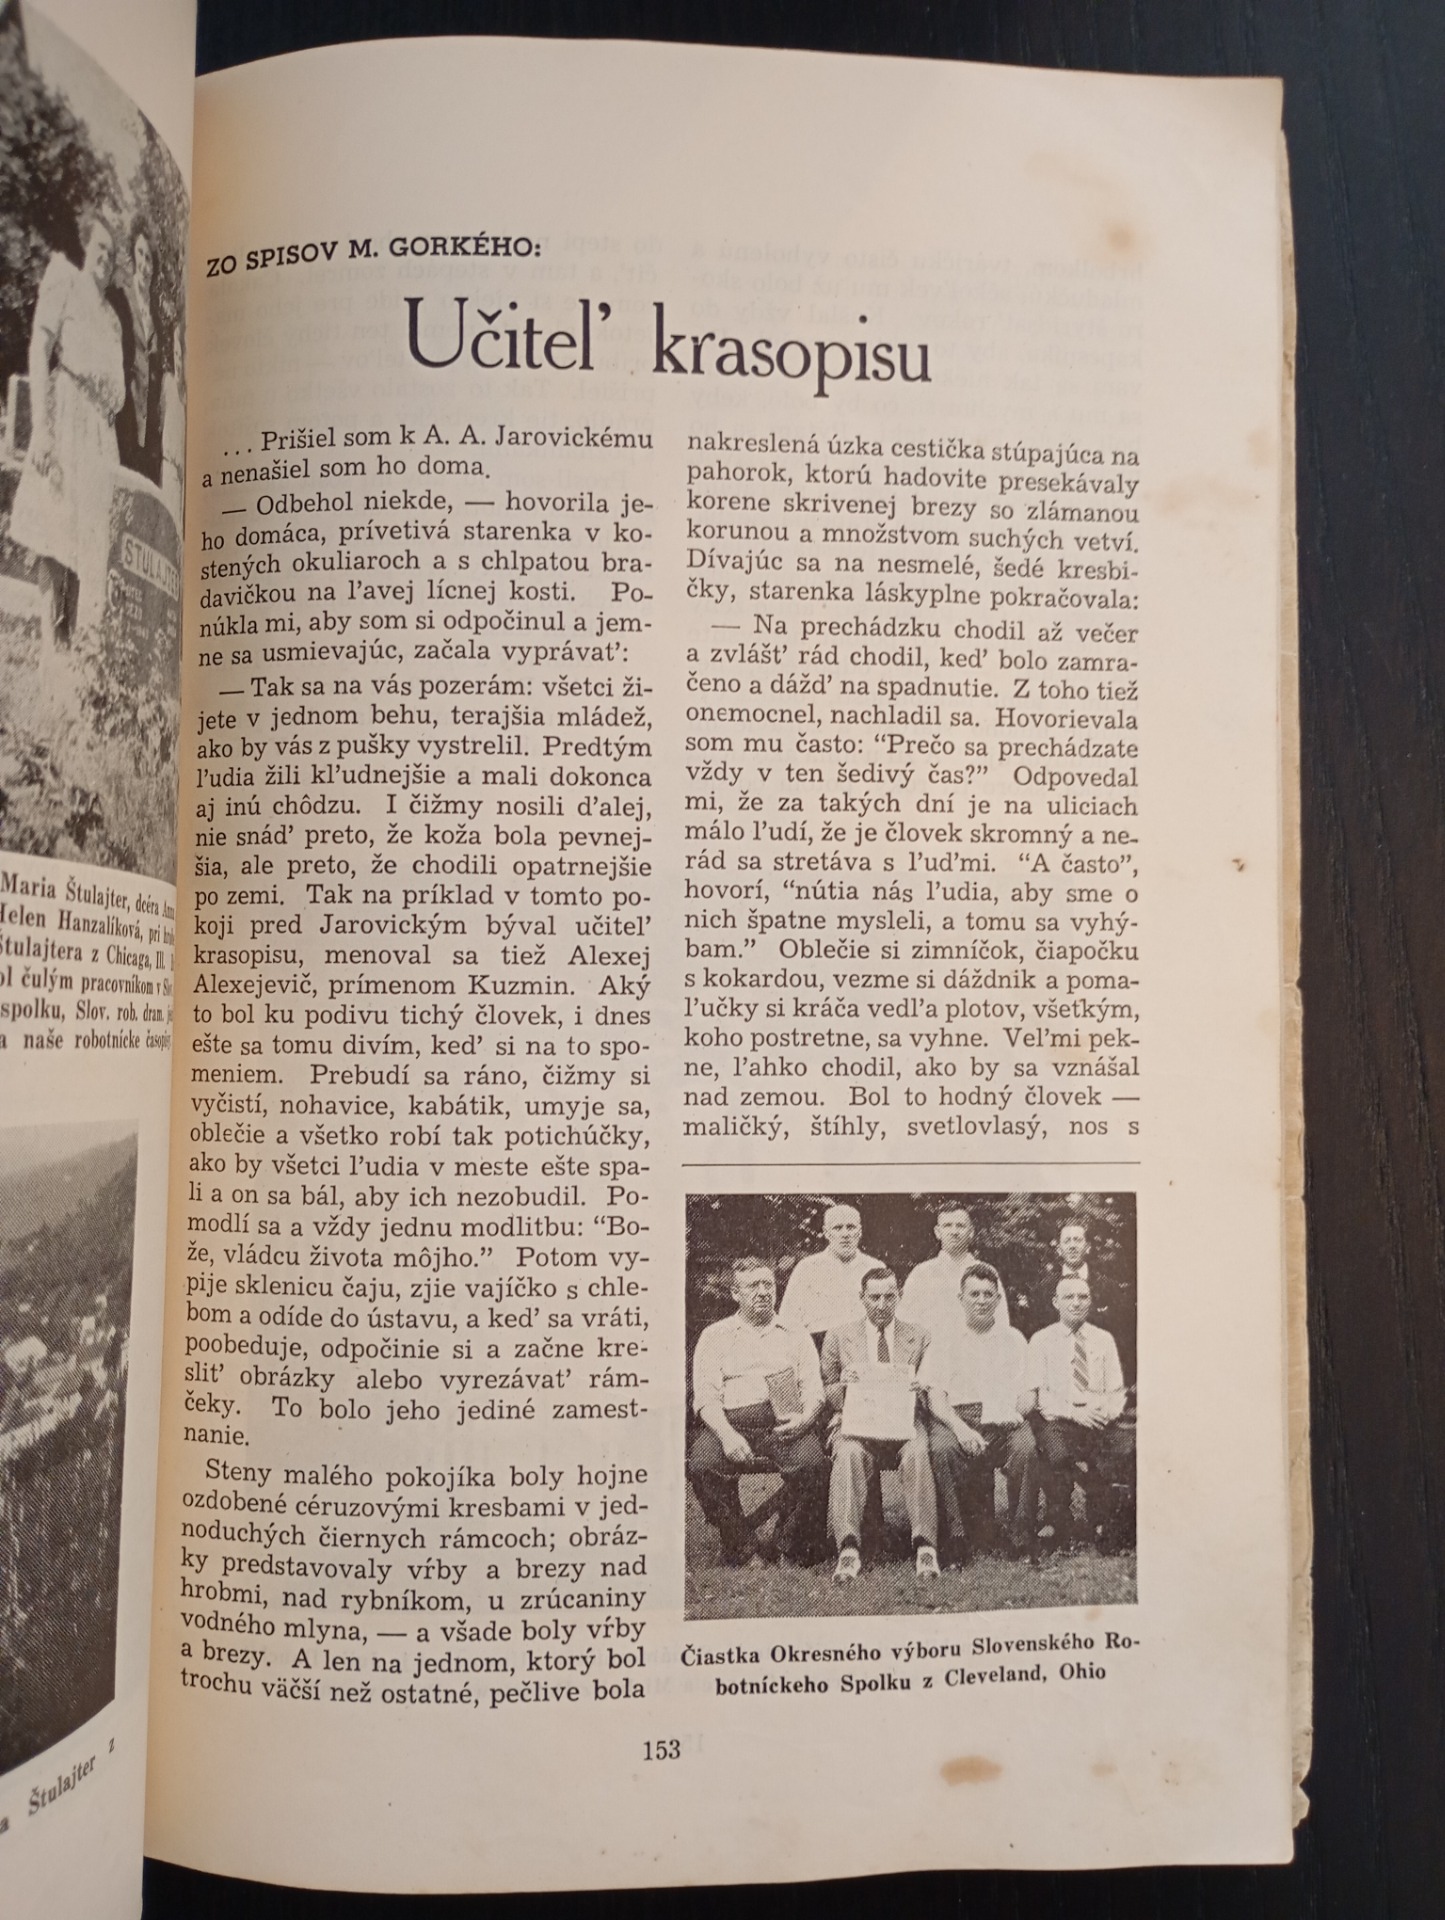 STULAJTER
Maria Štulajter, dcéra
Helen Hanzalíková, pri
Štulajtera z Chicaga, Ill.
čulým pracovníkom v
spolku, Slov. rob. dram.
naše robotnícke
Štulajter z
ZO SPISOV M. GORKÉHO:
Učiteľ krasopisu
... Prišiel som k A. A. Jarovickému
a nenašiel som ho doma.
— Odbehol niekde, — hovorila je-
ho domáca, prívetivá starenka v ko-
stených okuliaroch a s chlpatou bra-
davičkou na ľavej lícnej kosti. Po-
núkla mi, aby som si odpočinul a jem-
ne sa usmievajúc, začala vyprávať:
— Tak sa na vás pozerám: všetci ži-
jete v jednom behu, terajšia mládež,
ako by vás z pušky vystrelil. Predtým
ľudia žili kľudnejšie a mali dokonca
aj inú chôdzu. I čižmy nosili ďalej,
nie snáď preto, že koža bola pevnej-
šia, ale preto, že chodili opatrnejšie
po zemi. Tak na príklad v tomto po-
koji pred Jarovickým býval učiteľ
krasopisu, menoval sa tiež Alexej
Alexejevič, prímenom Kuzmin. Aký
to bol ku podivu tichý človek, i dnes
ešte sa tomu divím, keď si na to spo-
meniem. Prebudí sa ráno, čižmy si
vyčistí, nohavice, kabátik, umyje sa,
oblečie a všetko robí tak potichúčky,
ako by všetci ľudia v meste ešte spa-
li a on sa bál, aby ich nezobudil. Po-
modlí sa a vždy jednu modlitbu: “Bo-
že, vládcu života môjho.” Potom vy-
pije sklenicu čaju, zjie vajíčko s chle-
bom a odíde do ústavu, a keď sa vráti,
poobeduje, odpočinie si a začne kre-
sliť obrázky alebo vyrezávať rám-
čeky. To bolo jeho jediné zamest-
nanie.
Steny malého pokojíka boly hojne
ozdobené céruzovými kresbami v jed-
noduchých čiernych rámcoch; obráz-
ky predstavovaly vŕby a brezy nad
hrobmi, nad rybníkom, u zrúcaniny
vodného mlyna, — a všade boly vŕby
a brezy. A len na jednom, ktorý bol
trochu väčší než ostatné, pečlive bola
nakreslená úzka cestička stúpajúca na
pahorok, ktorú hadovite presekávaly
korene skrivenej brezy so zlámanou
korunou a množstvom suchých vetví.
Dívajúc sa na nesmelé, šedé kresbi-
čky, starenka láskyplne pokračovala:
— Na prechádzku chodil až večer
a zvlášť rád chodil, keď bolo zamra-
čeno a dážď na spadnutie. Z toho tiež
onemocnel, nachladil sa. Hovorievala
som mu často: “Prečo sa prechádzate
vždy v ten šedivý čas?” Odpovedal
mi, že za takých dní je na uliciach
málo ľudí, že je človek skromný a ne-
rád sa stretáva s ľuďmi. “A často”,
hovorí, “nútia nás ľudia, aby sme o
nich špatne mysleli, a tomu sa vyhý-
bam.” Oblečie si zimníčok, čiapočku
s kokardou, vezme si dáždnik a poma-
ľučky si kráča vedľa plotov, všetkým,
koho postretne, sa vyhne. Veľmi pek-
ne, ľahko chodil, ako by sa vznášal
nad zemou. Bol to hodný človek —
maličký, štíhly, svetlovlasý, nos s
Čiastka Okresného výboru Slovenského Ro-
botníckeho Spolku z Cleveland, Ohio
153